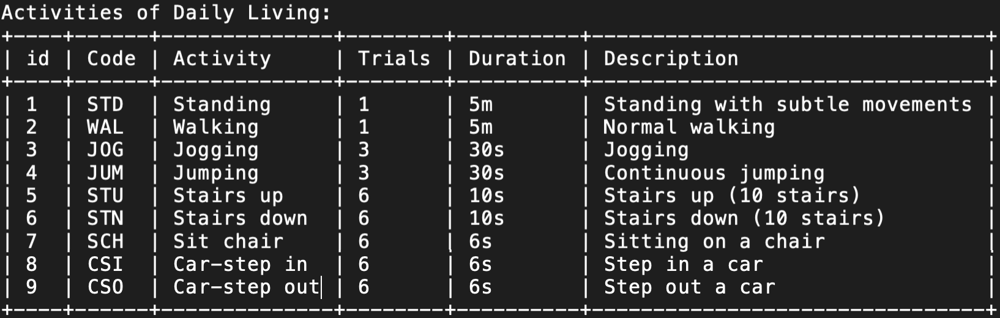 Activities of Daily Living:
+----+------+--------------+--------+----------+--------------------------------+
| id | Code | Activity     | Trials | Duration | Description                    |
+----+------+--------------+--------+----------+--------------------------------+
| 1  | STD  | Standing     | 1      | 5m       | Standing with subtle movements |
| 2  | WAL  | Walking      | 1      | 5m       | Normal walking                 |
| 3  | JOG  | Jogging      | 3      | 30s      | Jogging                        |
| 4  | JUM  | Jumping      | 3      | 30s      | Continuous jumping             |
| 5  | STU  | Stairs up    | 6      | 10s      | Stairs up (10 stairs)          |
| 6  | STN  | Stairs down  | 6      | 10s      | Stairs down (10 stairs)        |
| 7  | SCH  | Sit chair    | 6      | 6s       | Sitting on a chair             |
| 8  | CSI  | Car-step in  | 6      | 6s       | Step in a car                  |
| 9  | CSO  | Car-step out | 6      | 6s       | Step out a car                 |
+----+------+--------------+--------+----------+--------------------------------+